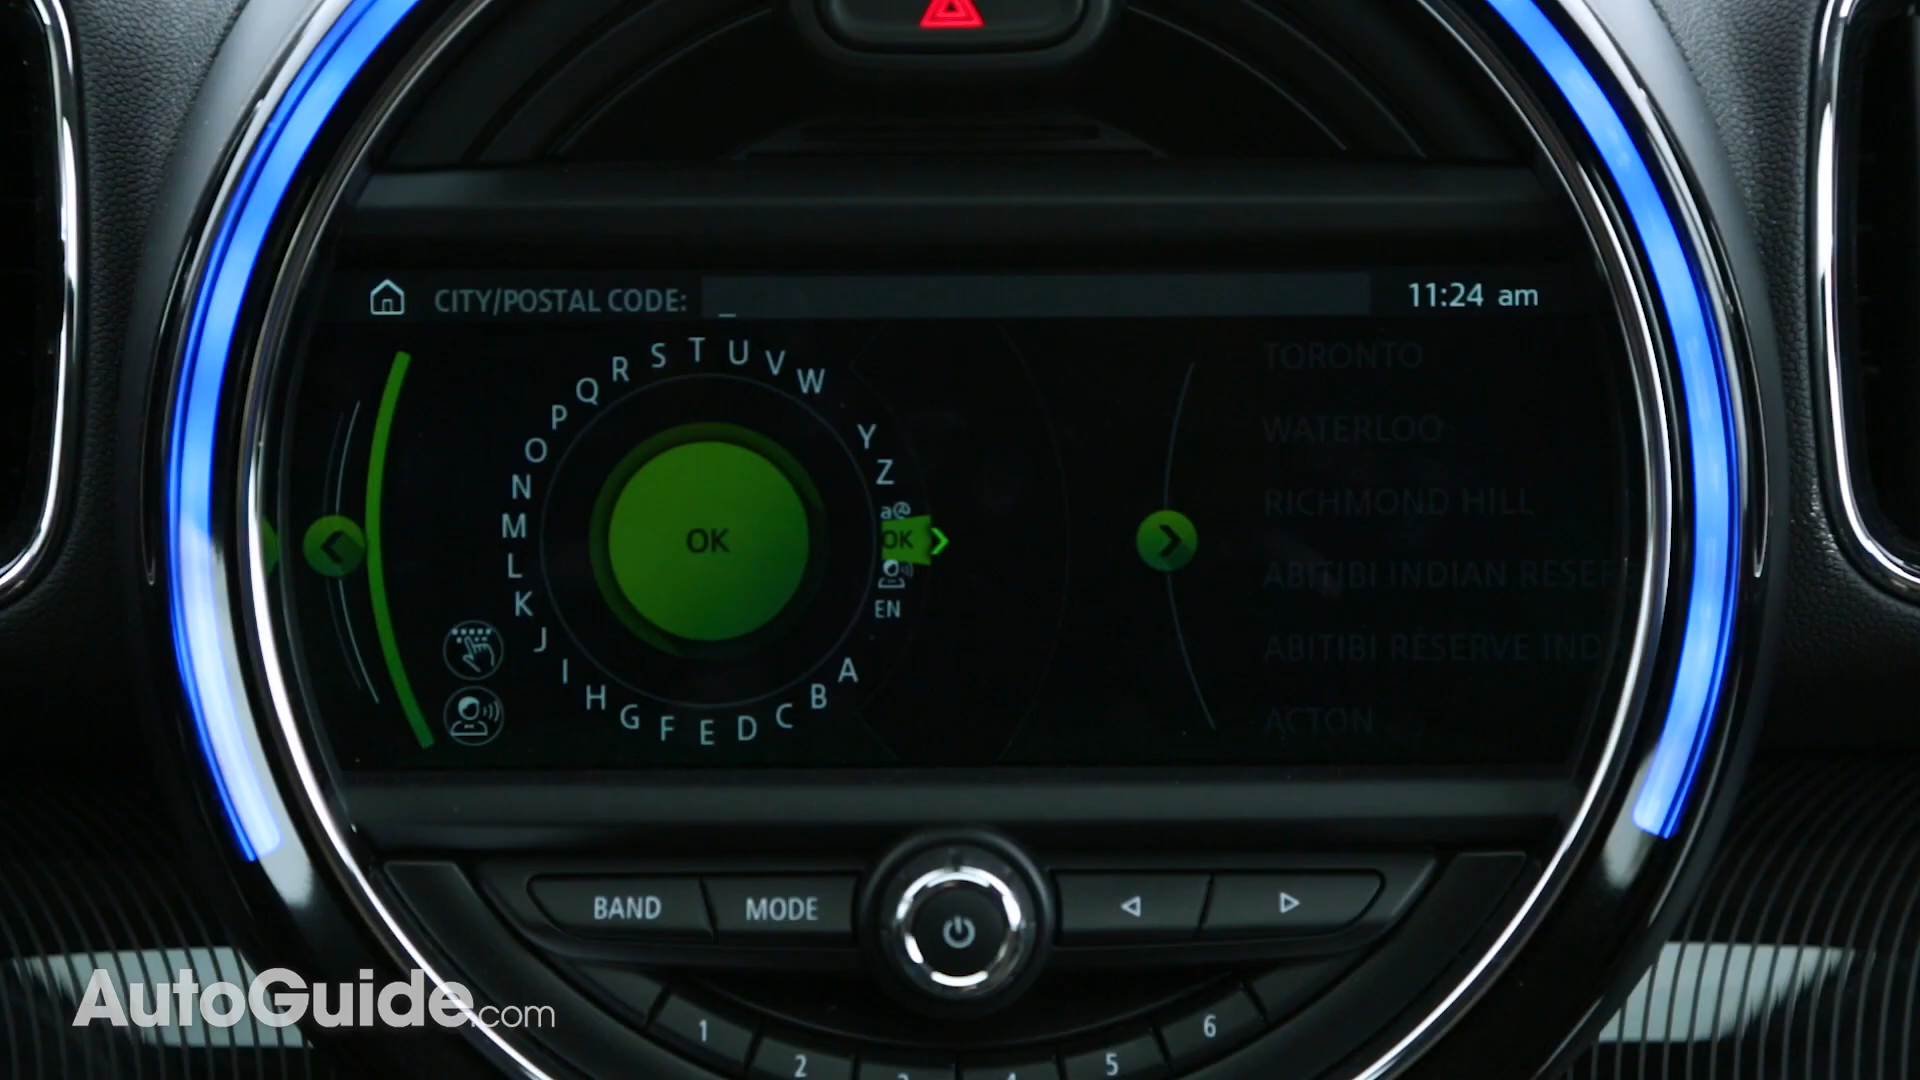 CITY/POSTAL CODE: _
11:24 am
A B C D E F G H I J K L M N O P Q R S T U V W Y Z
a@
OK
OK
EN
TORONTO
WATERLOO
RICHMOND HILL
ABITIBI INDIAN RESE
ABITIBI RESERVE IND
ACTON
BAND
MODE
1
2
5
6
AutoGuide.com